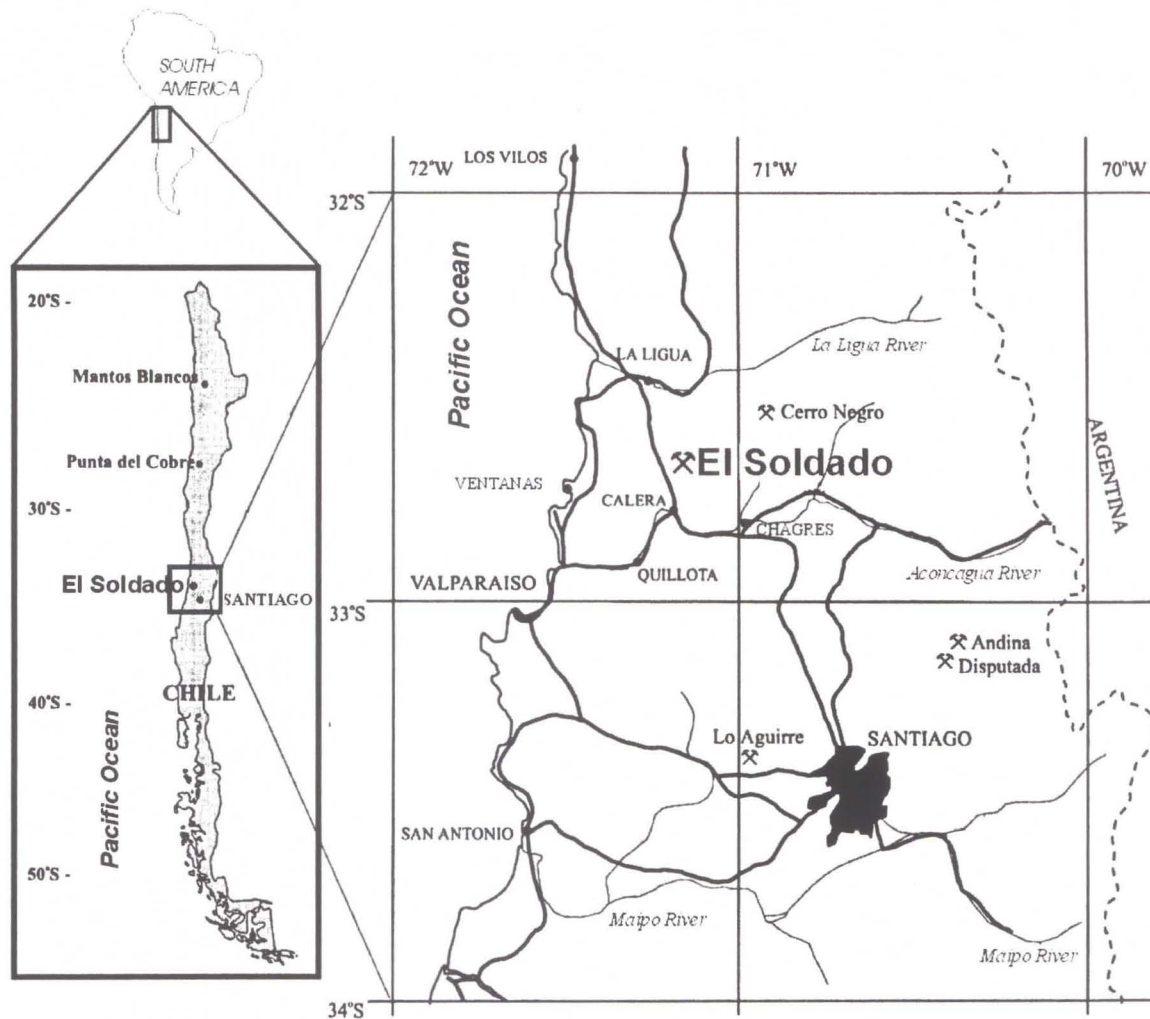 SOUTH
AMERICA
20°S -
Mantos Blancos
Punta del Cobre
30°S -
El Soldado
SANTIAGO
CHILE
40°S -
Pacific Ocean
50°S -
72°W
71°W
70°W
LOS VILOS
32°S
Pacific Ocean
LA LIGUA
La Ligua River
Cerro Negro
El Soldado
VENTANAS
CALERA
CHAGRES
ARGENTINA
VALPARAISO
QUILLOTA
Aconcagua River
33°S
Andina
Disputada
Lo Aguirre
SANTIAGO
SAN ANTONIO
Maipo River
Maipo River
34°S